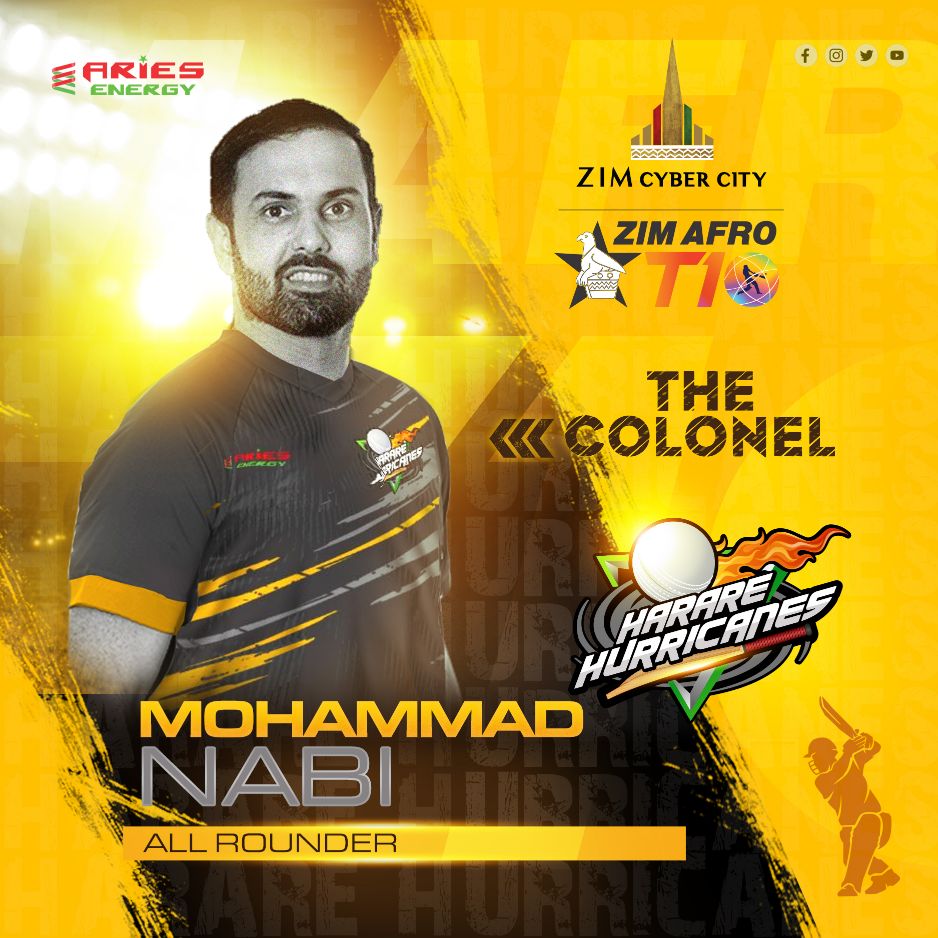 ARIES
ENERGY
ZIM CYBER CITY
ZIM AFRO
T10
THE
COLONEL
ARIES
ENERGY
HARARE
HURRICANES
HARARE
HURRICANES
MOHAMMAD
NABI
ALL ROUNDER